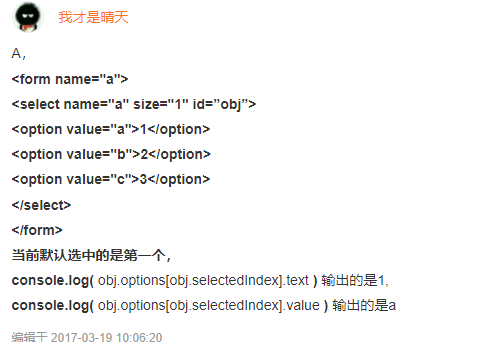 我才是晴天
A，
<form name="a">
<select name="a" size="1" id=”obj”>
<option value="a">1</option>
<option value="b">2</option>
<option value="c">3</option>
</select>
</form>
当前默认选中的是第一个，
console.log( obj.options[obj.selectedIndex].text ) 输出的是1,
console.log( obj.options[obj.selectedIndex].value ) 输出的是a
编辑于 2017-03-19 10:06:20